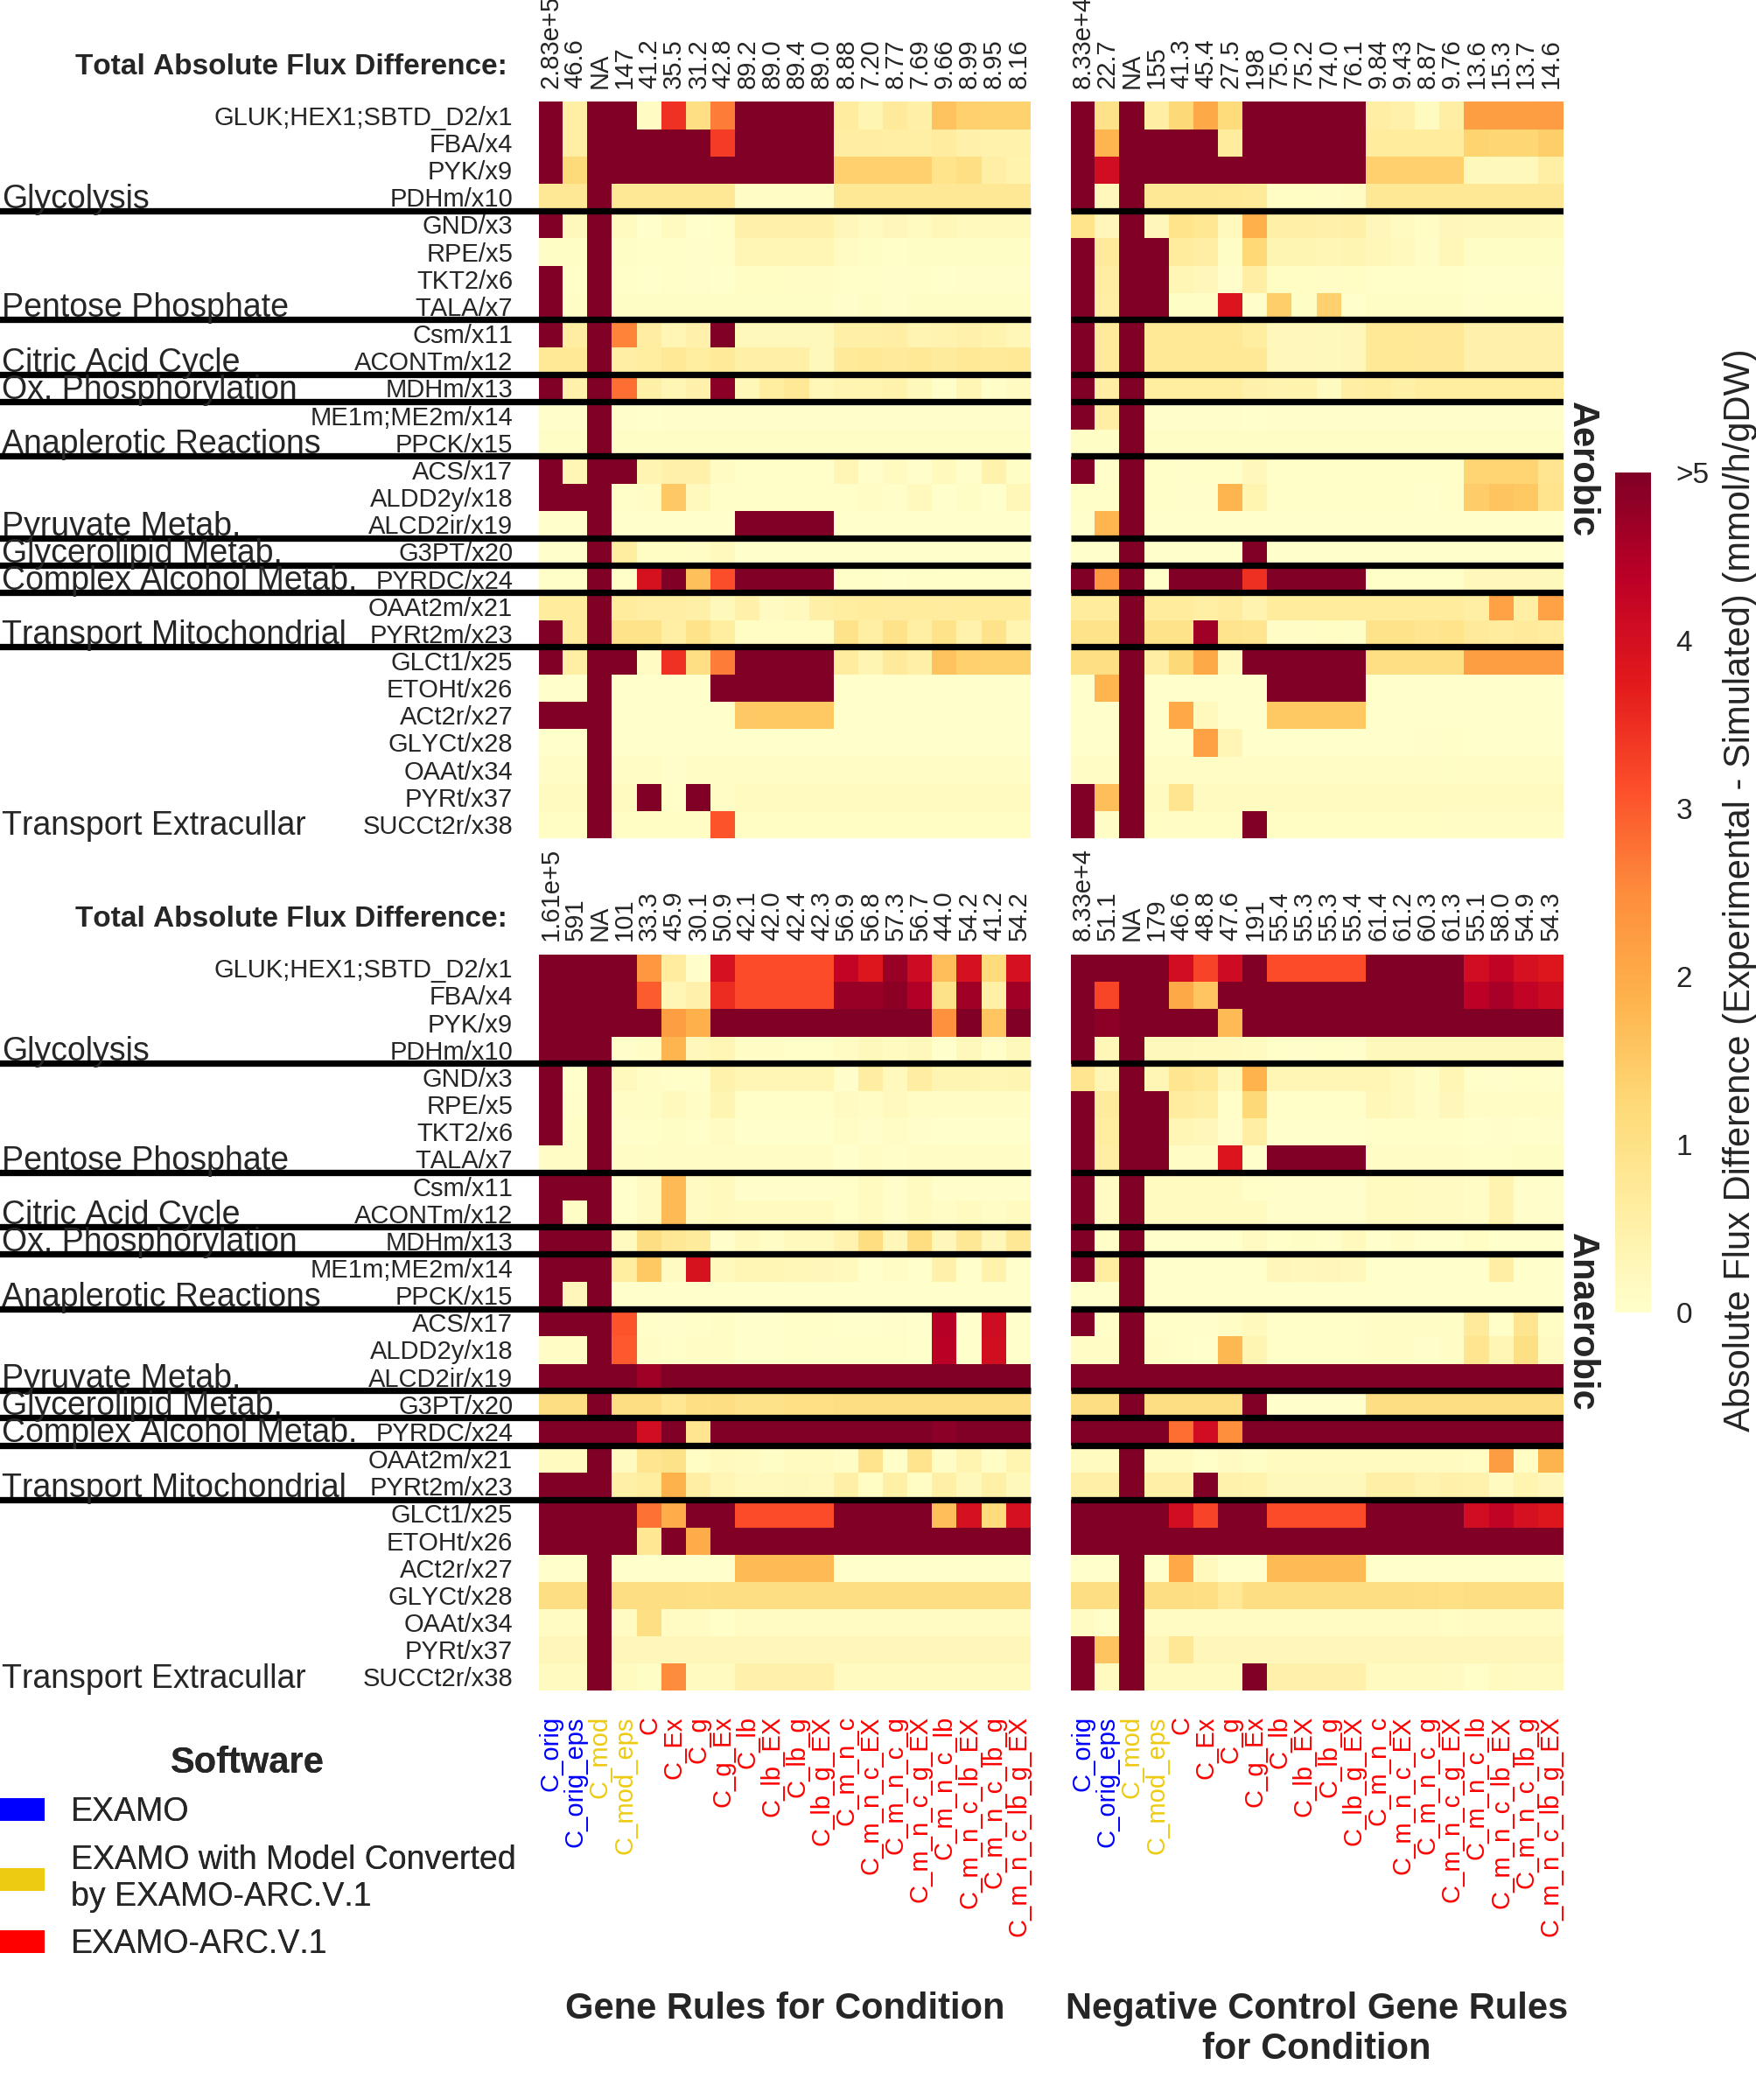 Total Absolute Flux Difference:
2.83e+5 46.6 NA 147 41.2 35.5 31.2 42.8 89.2 89.0 89.4 89.0 8.88 7.20 8.77 7.69 9.66 8.99 8.95 8.16
8.33e+4 22.7 NA 155 41.3 45.4 27.5 198 75.0 75.2 74.0 76.1 9.84 9.43 8.87 9.76 13.6 15.3 13.7 14.6
GLUK;HEX1;SBTD_D2/x1
FBA/x4
PYK/x9
Glycolysis PDHm/x10
GND/x3
RPE/x5
TKT2/x6
Pentose Phosphate TALA/x7
Csm/x11
Citric Acid Cycle ACONTm/x12
Ox. Phosphorylation MDHm/x13
ME1m;ME2m/x14
Anaplerotic Reactions PPCK/x15
ACS/x17
ALDD2y/x18
Pyruvate Metab. ALCD2ir/x19
Glycerolipid Metab. G3PT/x20
Complex Alcohol Metab. PYRDC/x24
OAAt2m/x21
Transport Mitochondrial PYRt2m/x23
GLCt1/x25
ETOHt/x26
ACt2r/x27
GLYCt/x28
OAAt/x34
PYRt/x37
Transport Extracullar SUCCt2r/x38
Aerobic
Total Absolute Flux Difference:
1.61e+5 591 NA 101 33.3 45.9 30.1 50.9 42.1 42.0 42.4 42.3 56.9 56.8 57.3 56.7 44.0 54.2 41.2 54.2
8.33e+4 51.1 NA 179 46.6 48.8 47.6 191 55.4 55.3 55.3 55.4 61.4 61.2 60.3 61.3 55.1 58.0 54.9 54.3
GLUK;HEX1;SBTD_D2/x1
FBA/x4
PYK/x9
Glycolysis PDHm/x10
GND/x3
RPE/x5
TKT2/x6
Pentose Phosphate TALA/x7
Csm/x11
Citric Acid Cycle ACONTm/x12
Ox. Phosphorylation MDHm/x13
ME1m;ME2m/x14
Anaplerotic Reactions PPCK/x15
ACS/x17
ALDD2y/x18
Pyruvate Metab. ALCD2ir/x19
Glycerolipid Metab. G3PT/x20
Complex Alcohol Metab. PYRDC/x24
OAAt2m/x21
Transport Mitochondrial PYRt2m/x23
GLCt1/x25
ETOHt/x26
ACt2r/x27
GLYCt/x28
OAAt/x34
PYRt/x37
Transport Extracullar SUCCt2r/x38
Anaerobic
>5
4
3
2
1
0
Absolute Flux Difference (Experimental - Simulated) (mmol/h/gDW)
C_orig
C_orig_eps
C_mod
C_mod_eps
C
C_Ex
C_g
C_g_Ex
C_lb
C_lb_EX
C_lb_g
C_lb_g_EX
C_m_n_c
C_m_n_c_EX
C_m_n_c_g
C_m_n_c_g_EX
C_m_n_c_lb
C_m_n_c_lb_EX
C_m_n_c_lb_g
C_m_n_c_lb_g_EX
C_orig
C_orig_eps
C_mod
C_mod_eps
C
C_Ex
C_g
C_g_Ex
C_lb
C_lb_EX
C_lb_g
C_lb_g_EX
C_m_n_c
C_m_n_c_EX
C_m_n_c_g
C_m_n_c_g_EX
C_m_n_c_lb
C_m_n_c_lb_EX
C_m_n_c_lb_g
C_m_n_c_lb_g_EX
Software
EXAMO
EXAMO with Model Converted
by EXAMO-ARC.V.1
EXAMO-ARC.V.1
Gene Rules for Condition
Negative Control Gene Rules
for Condition